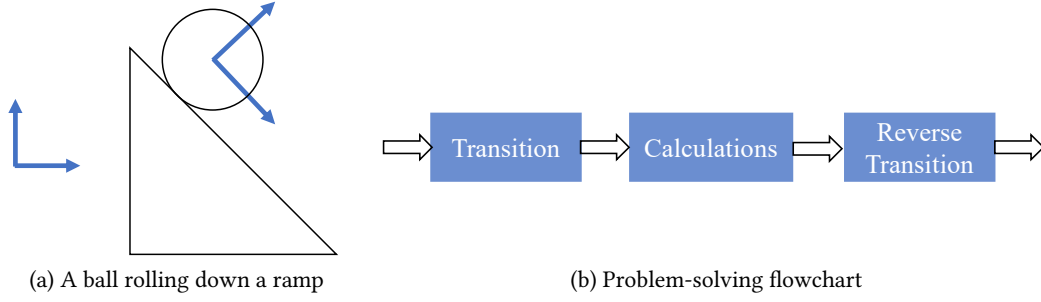 Transition
Calculations
Reverse
Transition
(a) A ball rolling down a ramp
(b) Problem-solving flowchart